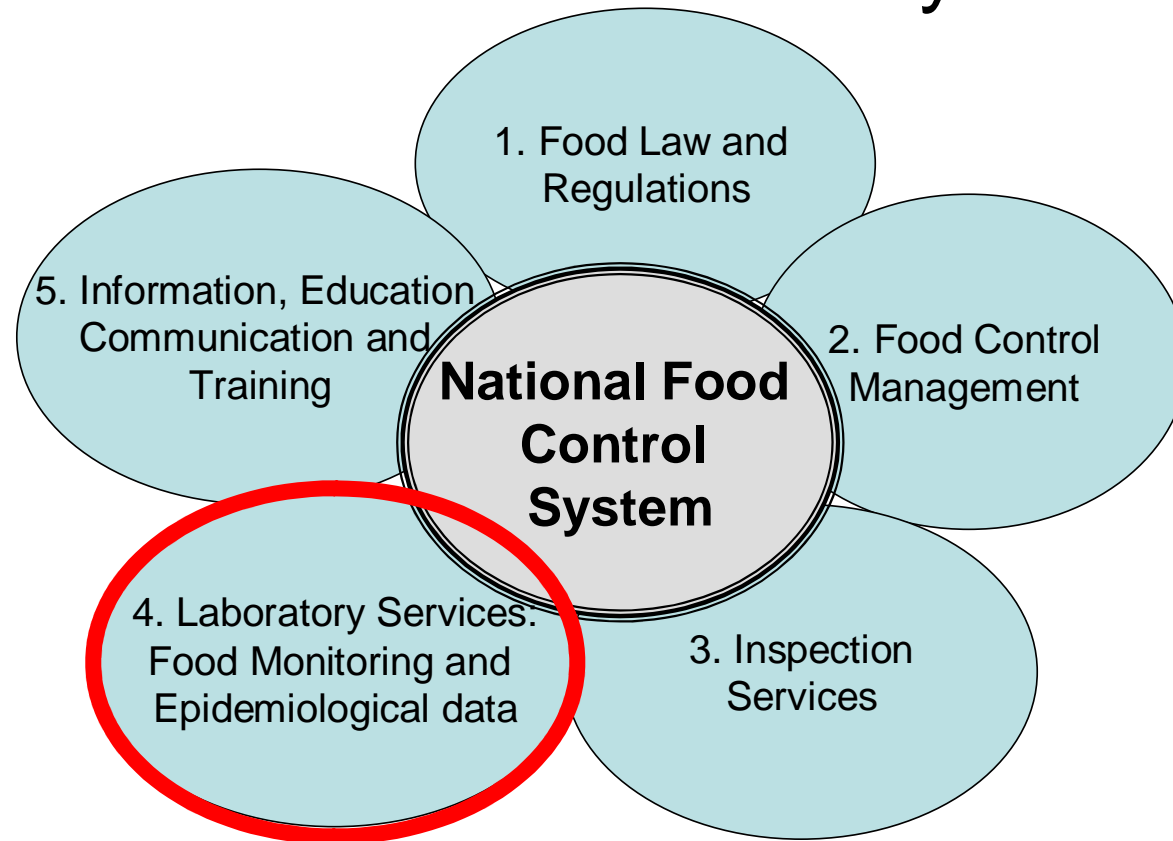 1. Food Law and
Regulations
2. Food Control
Management
3. Inspection
Services
4. Laboratory Services:
Food Monitoring and
Epidemiological data
5. Information, Education
Communication and
Training
National Food
Control
System